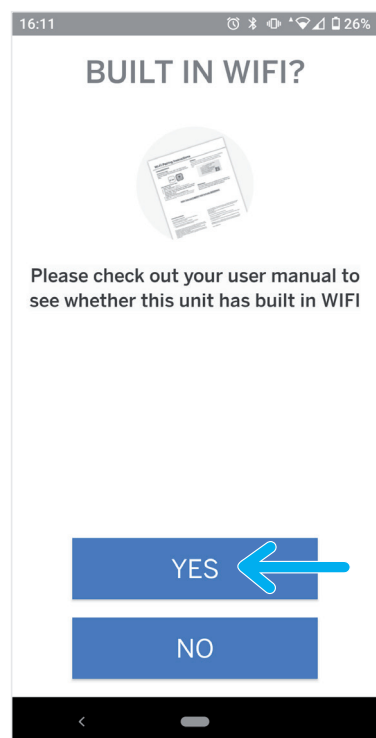 16:11
26%
BUILT IN WIFI?
Please check out your user manual to
see whether this unit has built in WIFI
YES
NO